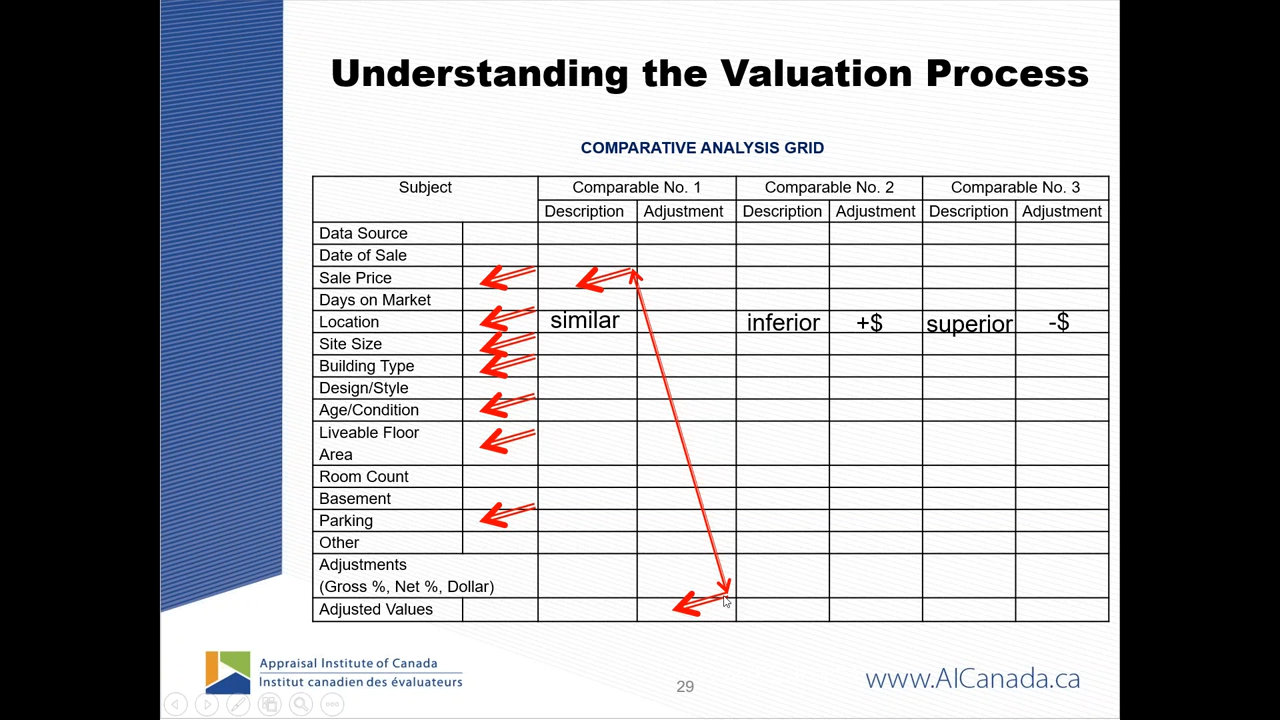 Understanding the Valuation Process
COMPARATIVE ANALYSIS GRID
Subject Comparable No. 1 Comparable No. 2 Comparable No. 3
Description Adjustment Description Adjustment Description Adjustment
Data Source
Date of Sale
Sale Price
Days on Market
Location similar inferior +$ superior -$
Site Size
Building Type
Design/Style
Age/Condition
Liveable Floor
Area
Room Count
Basement
Parking
Other
Adjustments
(Gross %, Net %, Dollar)
Adjusted Values
Appraisal Institute of Canada
Institut canadien des évaluateurs
29
www.AICanada.ca